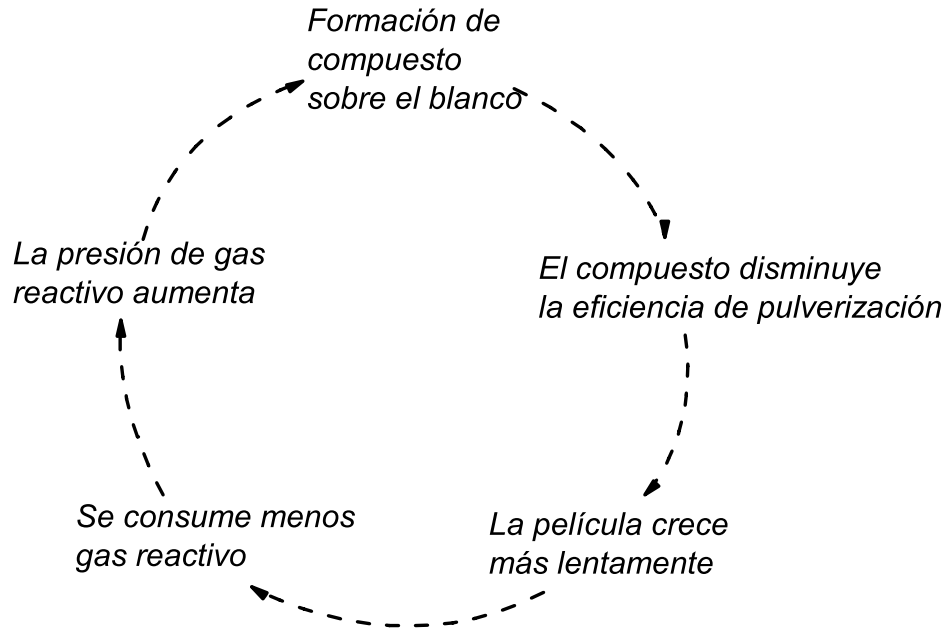 Formación de
compuesto
sobre el blanco
El compuesto disminuye
la eficiencia de pulverización
La película crece
más lentamente
Se consume menos
gas reactivo
La presión de gas
reactivo aumenta